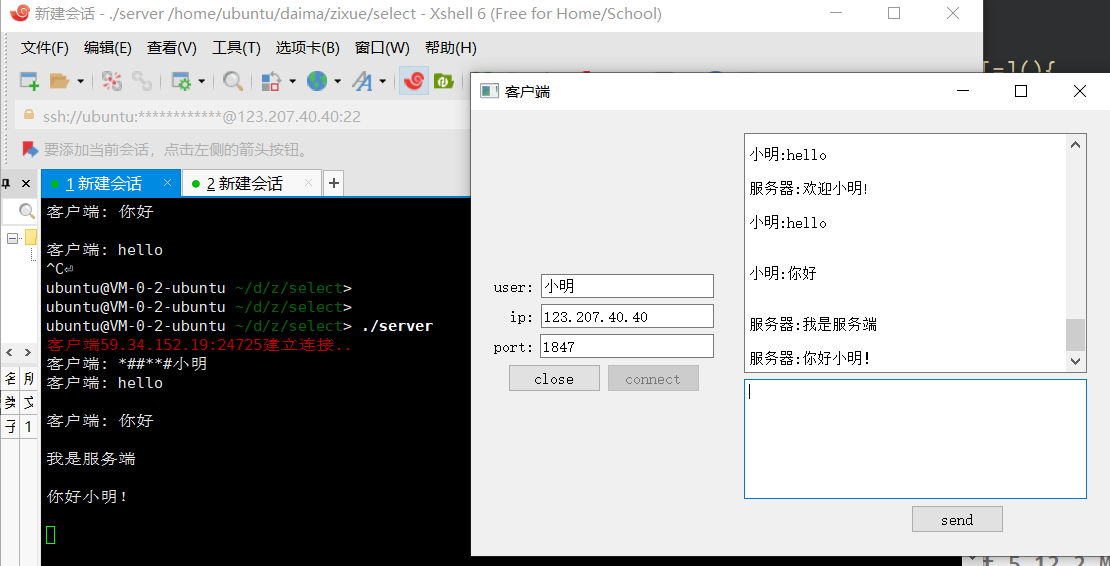 新建会话 - ./server /home/ubuntu/daima/zixue/select - Xshell 6 (Free for Home/School)
文件(F) 编辑(E) 查看(V) 工具(T) 选项卡(B) 窗口(W) 帮助(H)
ssh://ubuntu:************@123.207.40.40:22
要添加当前会话，点击左侧的箭头按钮。
1 新建会话 × 2 新建会话 × +
客户端: 你好
客户端: hello
^C⏎
ubuntu@VM-0-2-ubuntu ~/d/z/select>
ubuntu@VM-0-2-ubuntu ~/d/z/select>
ubuntu@VM-0-2-ubuntu ~/d/z/select> ./server
客户端59.34.152.19:24725建立连接..
客户端: *##**#小明
客户端: hello
客户端: 你好
我是服务端
你好小明!
名 所
类 文
子 1
[=](){
客户端
user: 小明
ip: 123.207.40.40
port: 1847
close connect
小明:hello
服务器:欢迎小明!
小明:hello
小明:你好
服务器:我是服务端
服务器:你好小明!
send
5.12.2 M